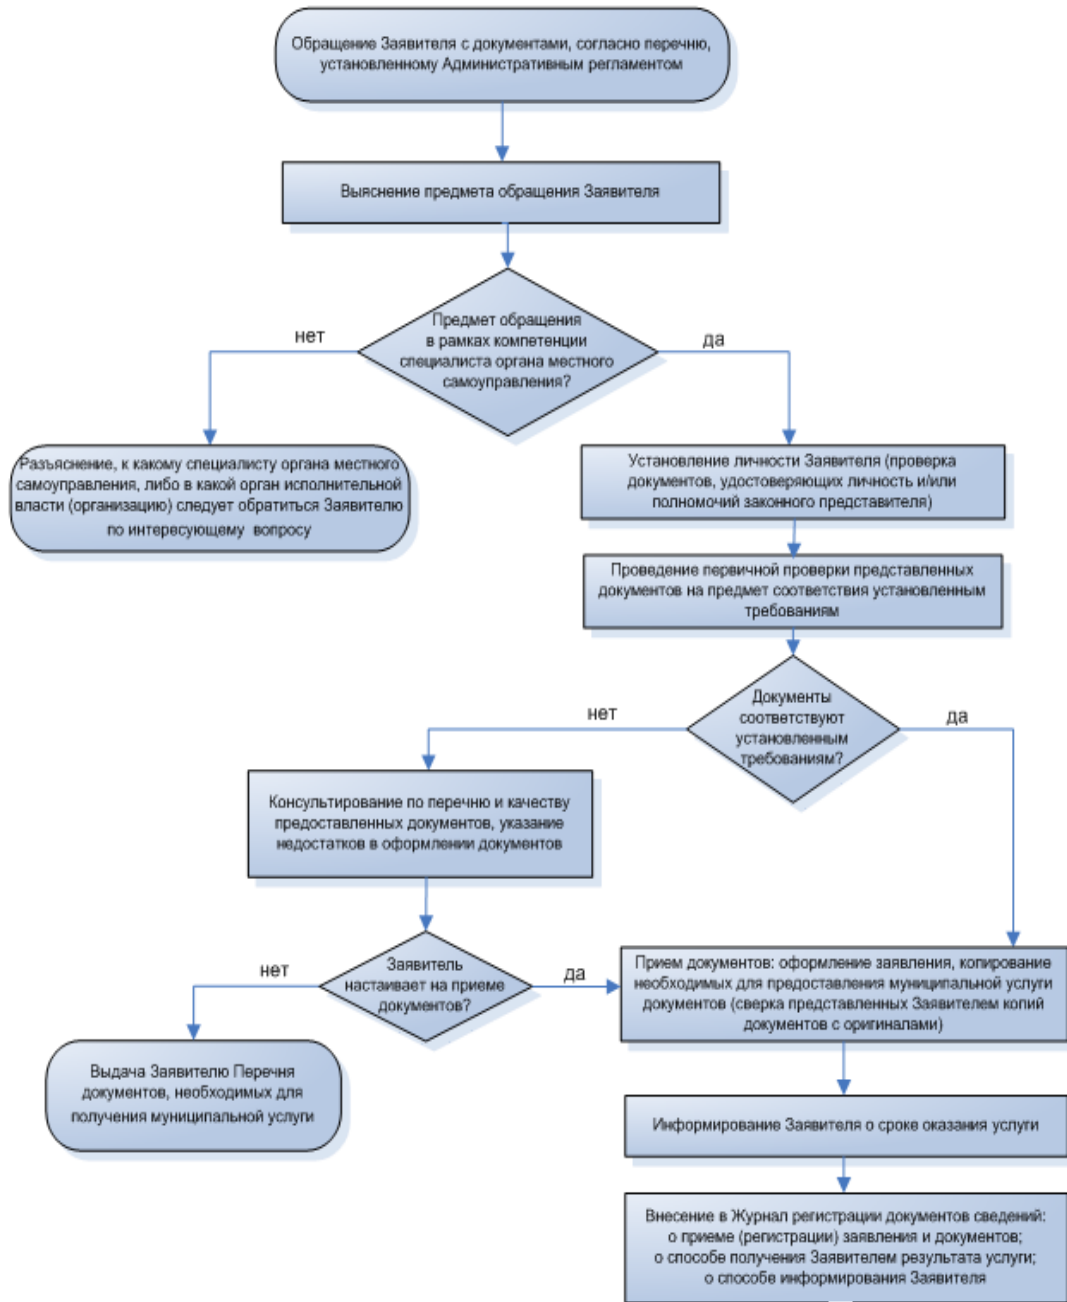 Обращение Заявителя с документами, согласно перечню,
установленному Административным регламентом
Выяснение предмета обращения Заявителя
Предмет обращения
в рамках компетенции
специалиста органа местного
самоуправления?
нет
да
Разъяснение, к какому специалисту органа местного
самоуправления, либо в какой орган исполнительной
власти (организацию) следует обратиться Заявителю
по интересующему вопросу
Установление личности Заявителя (проверка
документов, удостоверяющих личность и/или
полномочий законного представителя)
Проведение первичной проверки представленных
документов на предмет соответствия установленным
требованиям
Документы
соответствуют
установленным
требованиям?
нет
да
Консультирование по перечню и качеству
предоставленных документов, указание
недостатков в оформлении документов
Заявитель
настаивает на приеме
документов?
нет
да
Прием документов: оформление заявления, копирование
необходимых для предоставления муниципальной услуги
документов (сверка представленных Заявителем копий
документов с оригиналами)
Выдача Заявителю Перечня
документов, необходимых для
получения муниципальной услуги
Информирование Заявителя о сроке оказания услуги
Внесение в Журнал регистрации документов сведений:
о приеме (регистрации) заявления и документов;
о способе получения Заявителем результата услуги;
о способе информирования Заявителя